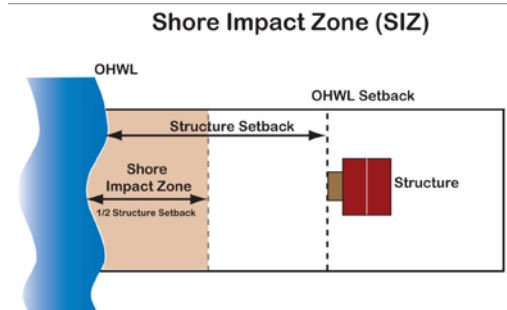 Shore Impact Zone (SIZ)
OHWL
OHWL Setback
Structure Setback
Shore
Impact Zone
1/2 Structure Setback
Structure